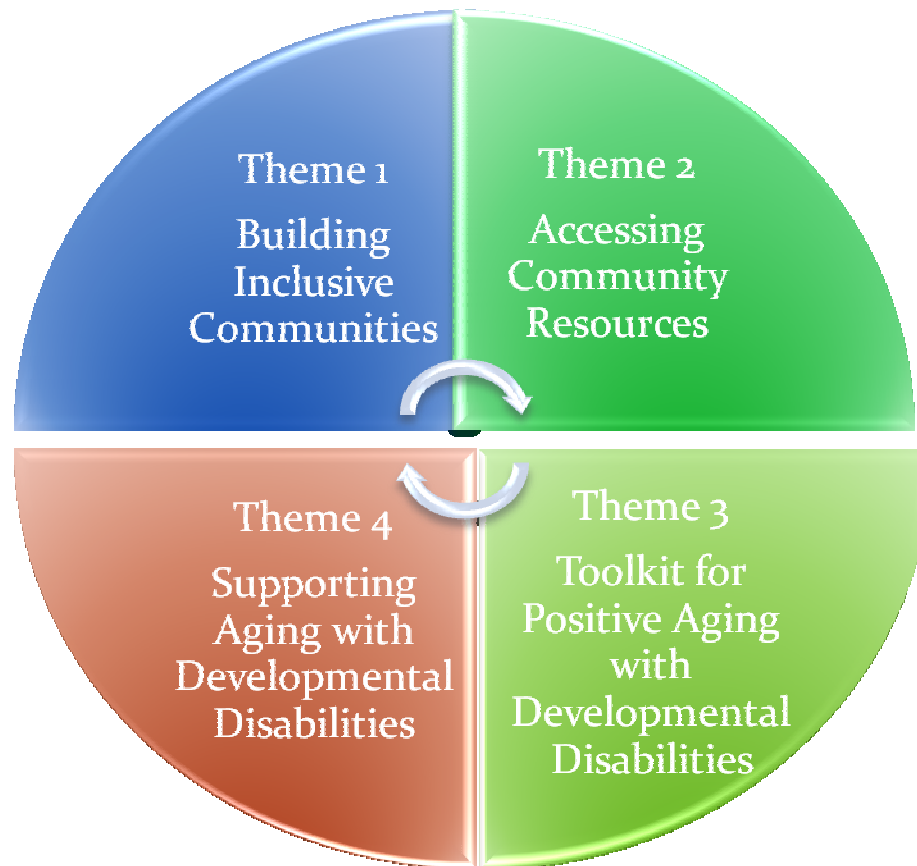 Theme 1
Building
Inclusive
Communities
Theme 2
Accessing
Community
Resources
Theme 3
Toolkit for
Positive Aging
with
Developmental
Disabilities
Theme 4
Supporting
Aging with
Developmental
Disabilities